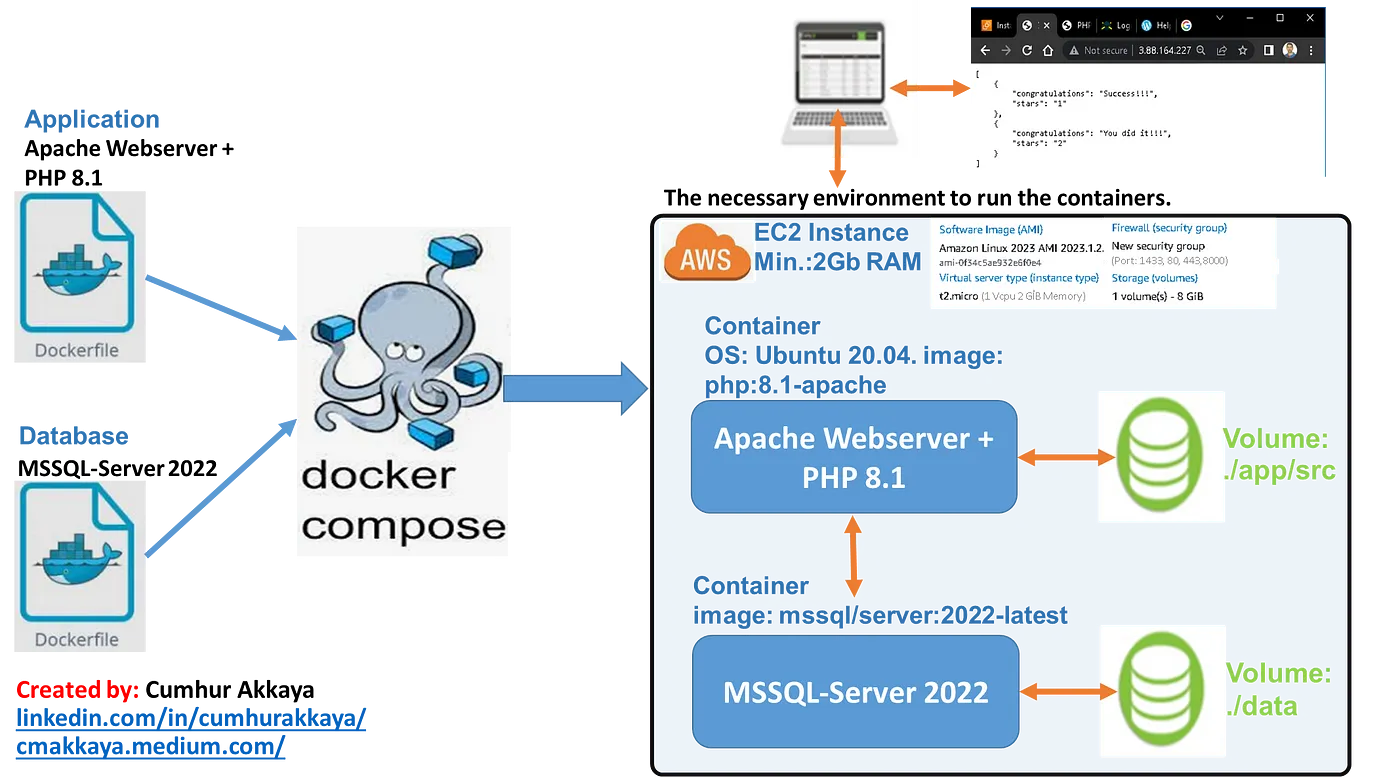 Application
Apache Webserver +
PHP 8.1
Dockerfile
Database
MSSQL-Server 2022
Dockerfile
Created by: Cumhur Akkaya
linkedin.com/in/cumhurakkaya/
cmakkaya.medium.com/
docker
compose
Inst
PHP
Log
Help
Not secure | 3.88.164.227
[
{
"congratulations": "Success!!!",
"stars": "1"
},
{
"congratulations": "You did it!!!",
"stars": "2"
}
]
The necessary environment to run the containers.
AWS
EC2 Instance
Min.:2Gb RAM
Software Image (AMI)
Amazon Linux 2023 AMI 2023.1.2.
ami-0f34c5ae932e6f0e4
Virtual server type (instance type)
t2.micro (1 Vcpu 2 GİB Memory)
Firewall (security group)
New security group
(Port: 1433, 80, 443,8000)
Storage (volumes)
1 volume(s) - 8 GiB
Container
OS: Ubuntu 20.04. image:
php:8.1-apache
Apache Webserver +
PHP 8.1
Volume:
./app/src
Container
image: mssql/server:2022-latest
MSSQL-Server 2022
Volume:
./data